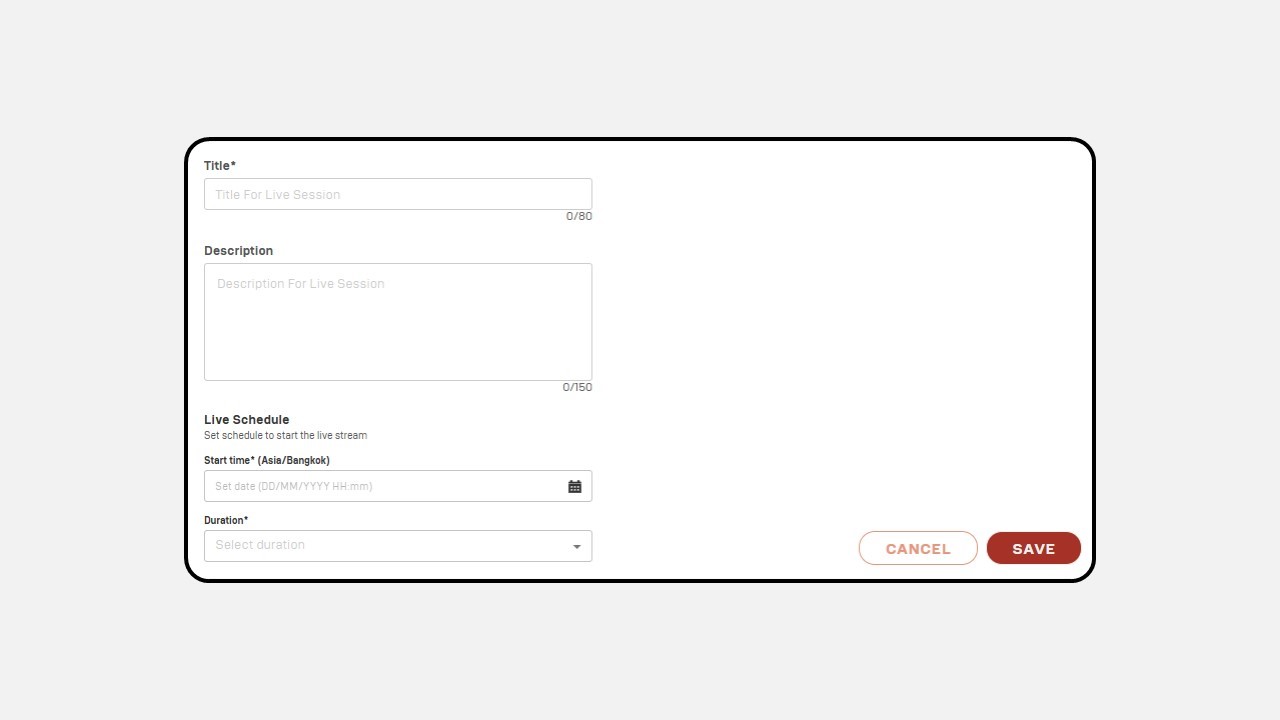 Title*
Title For Live Session
0/80
Description
Description For Live Session
0/150
Live Schedule
Set schedule to start the live stream
Start time* (Asia/Bangkok)
Set date (DD/MM/YYYY HH:mm)
Duration*
Select duration
CANCEL
SAVE